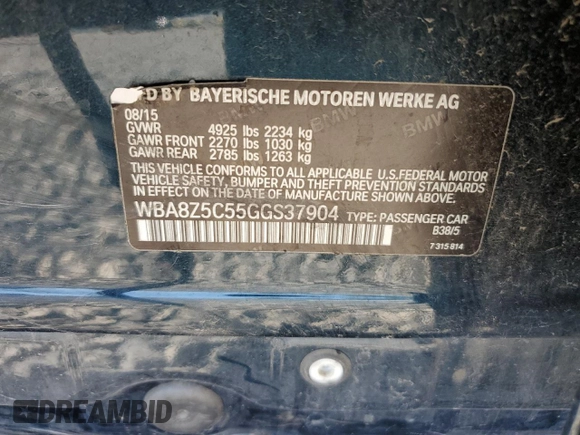 D BY BAYERISCHE MOTOREN WERKE AG
08/15
GVWR 4925 lbs 2234 kg
GAWR FRONT 2270 lbs 1030 kg
GAWR REAR 2785 lbs 1263 kg
THIS VEHICLE CONFORMS TO ALL APPLICABLE U.S.FEDERAL MOTOR
VEHICLE SAFETY, BUMPER AND THEFT PREVENTION STANDARDS IN
EFFECT ON THE DATE OF MANUFACTURE SHOWN ABOVE.
WBA8Z5C55GGS37904 TYPE: PASSENGER CAR
B38/5
7 315 814
DREAMBID